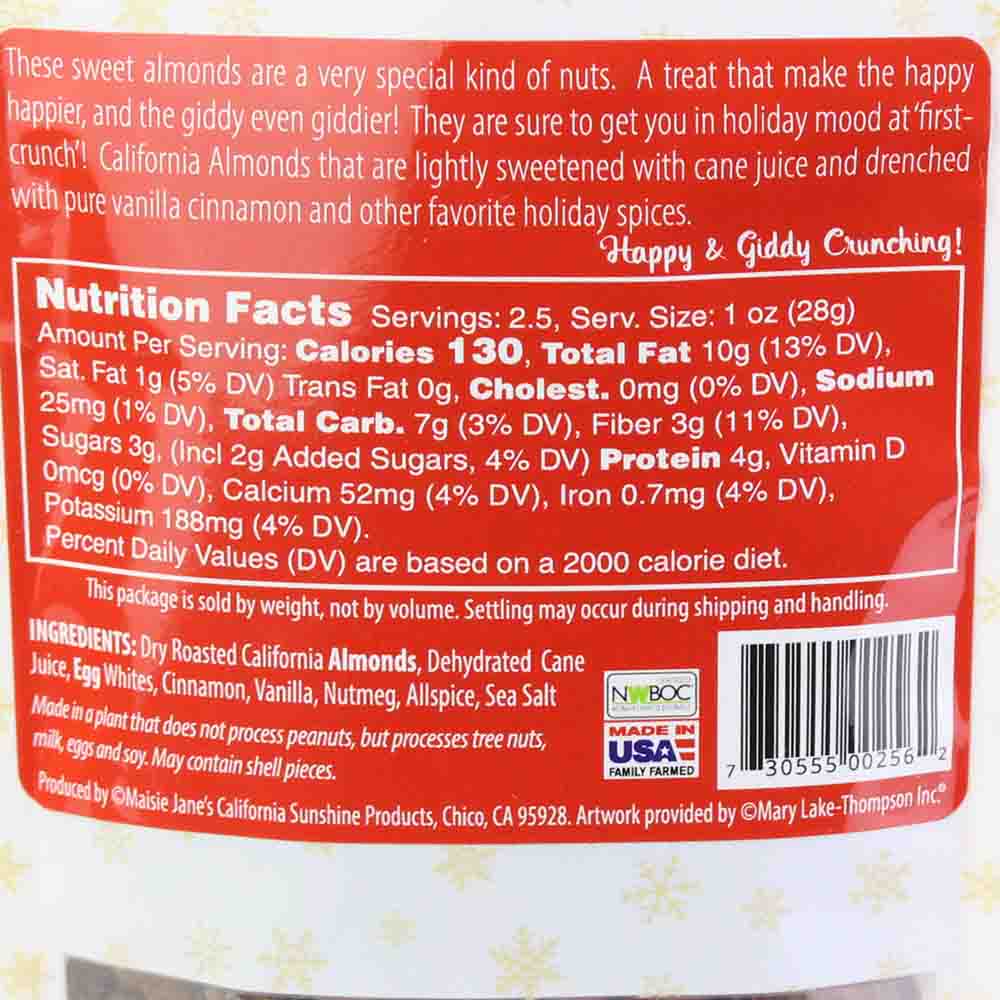 These sweet almonds are a very special kind of nuts. A treat that make the happy
happier, and the giddy even giddier! They are sure to get you in holiday mood at ‘first-
crunch’! California Almonds that are lightly sweetened with cane juice and drenched
with pure vanilla cinnamon and other favorite holiday spices.
Happy & Giddy Crunching!
Nutrition Facts Servings: 2.5, Serv. Size: 1 oz (28g)
Amount Per Serving: Calories 130, Total Fat 10g (13% DV),
Sat. Fat 1g (5% DV) Trans Fat 0g, Cholest. 0mg (0% DV), Sodium
25mg (1% DV), Total Carb. 7g (3% DV), Fiber 3g (11% DV),
Sugars 3g, (Incl 2g Added Sugars, 4% DV) Protein 4g, Vitamin D
0mcg (0% DV), Calcium 52mg (4% DV), Iron 0.7mg (4% DV),
Potassium 188mg (4% DV).
Percent Daily Values (DV) are based on a 2000 calorie diet.
This package is sold by weight, not by volume. Settling may occur during shipping and handling.
INGREDIENTS: Dry Roasted California Almonds, Dehydrated Cane
Juice, Egg Whites, Cinnamon, Vanilla, Nutmeg, Allspice, Sea Salt
Made in a plant that does not process peanuts, but processes tree nuts,
milk, eggs and soy. May contain shell pieces.
NWBOC
MADE IN
USA
FAMILY FARMED
7 30555 00256 2
Produced by ©Maisie Jane's California Sunshine Products, Chico, CA 95928. Artwork provided by ©Mary Lake-Thompson Inc.®